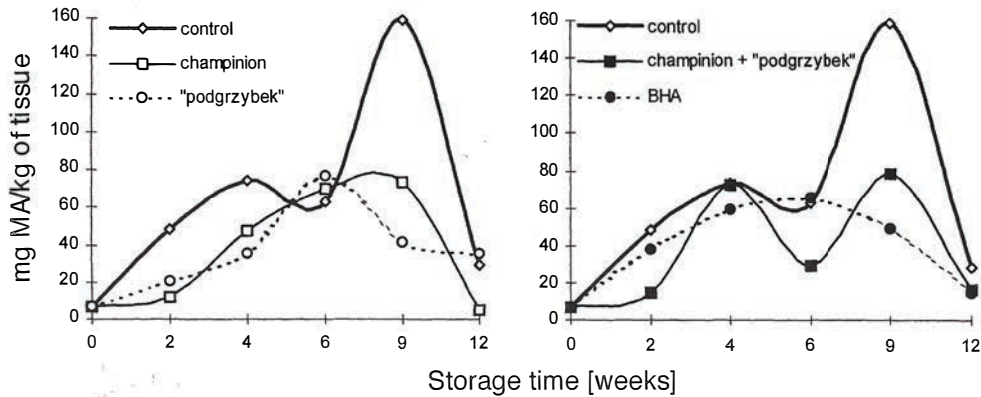 mg MA/kg of tissue
160
140
120
100
80
60
40
20
0
control
champinion
"podgrzybek"
0 2 4 6 9 12
160
140
120
100
80
60
40
20
0
control
champinion + "podgrzybek"
BHA
0 2 4 6 9 12
Storage time [weeks]